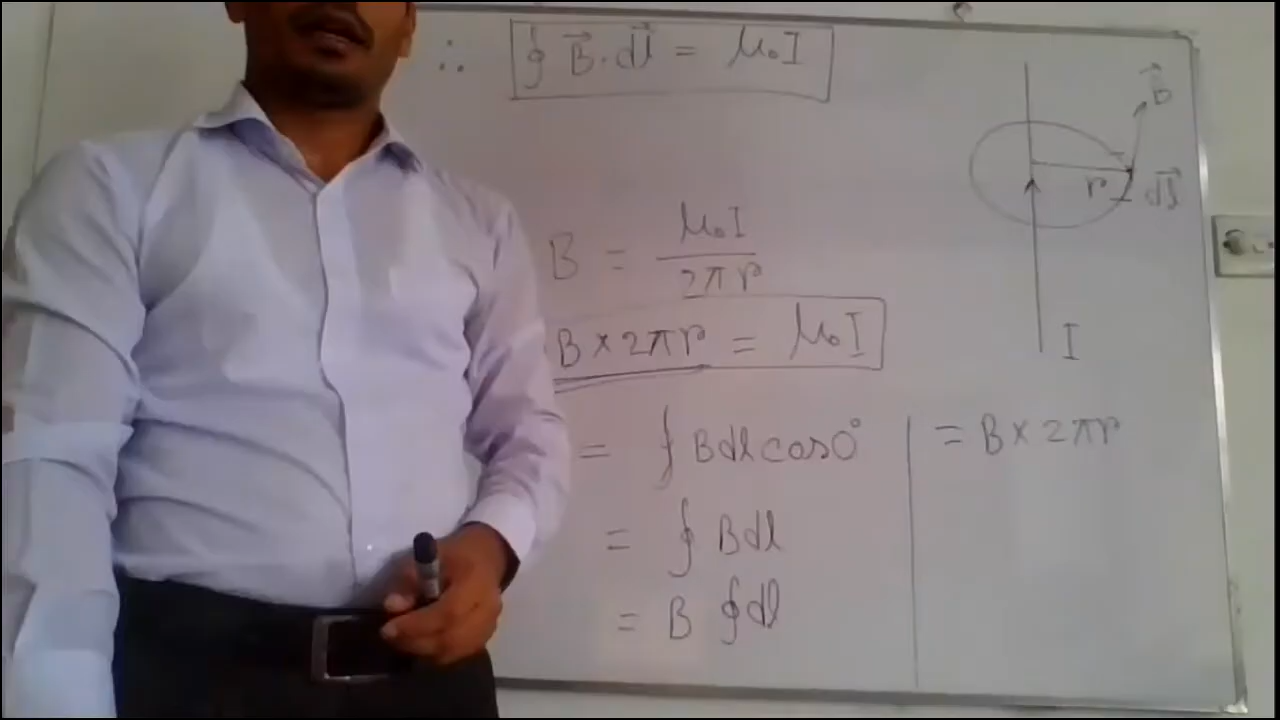 ∴ ∮ B⃗·dl⃗ = μ₀I
B = μ₀I / 2πr
B × 2πr = μ₀I
= ∮ Bdl cos0°
= ∮ Bdl
= B ∮dl
= B × 2πr
B⃗
r
dl⃗
I